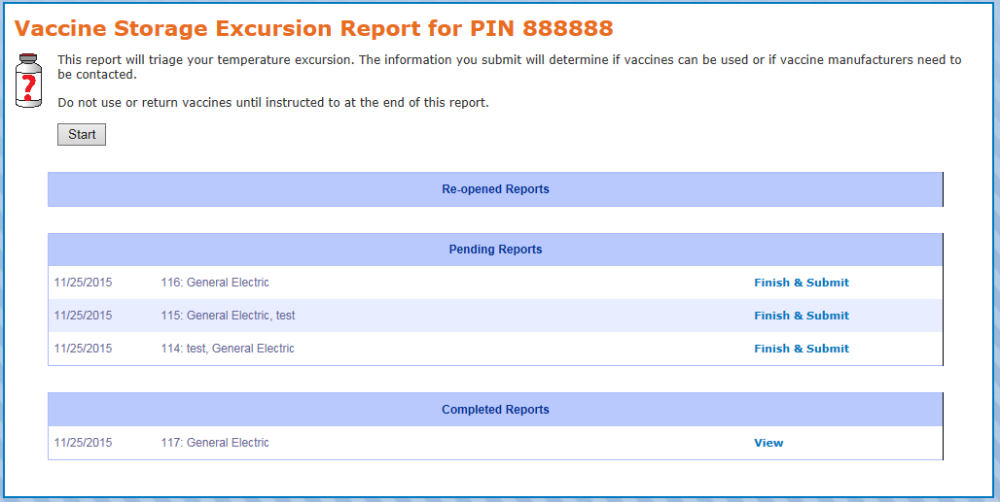 Vaccine Storage Excursion Report for PIN 888888
?
This report will triage your temperature excursion. The information you submit will determine if vaccines can be used or if vaccine manufacturers need to
be contacted.
Do not use or return vaccines until instructed to at the end of this report.
Start
Re-opened Reports
Pending Reports
11/25/2015 116: General Electric Finish & Submit
11/25/2015 115: General Electric, test Finish & Submit
11/25/2015 114: test, General Electric Finish & Submit
Completed Reports
11/25/2015 117: General Electric View